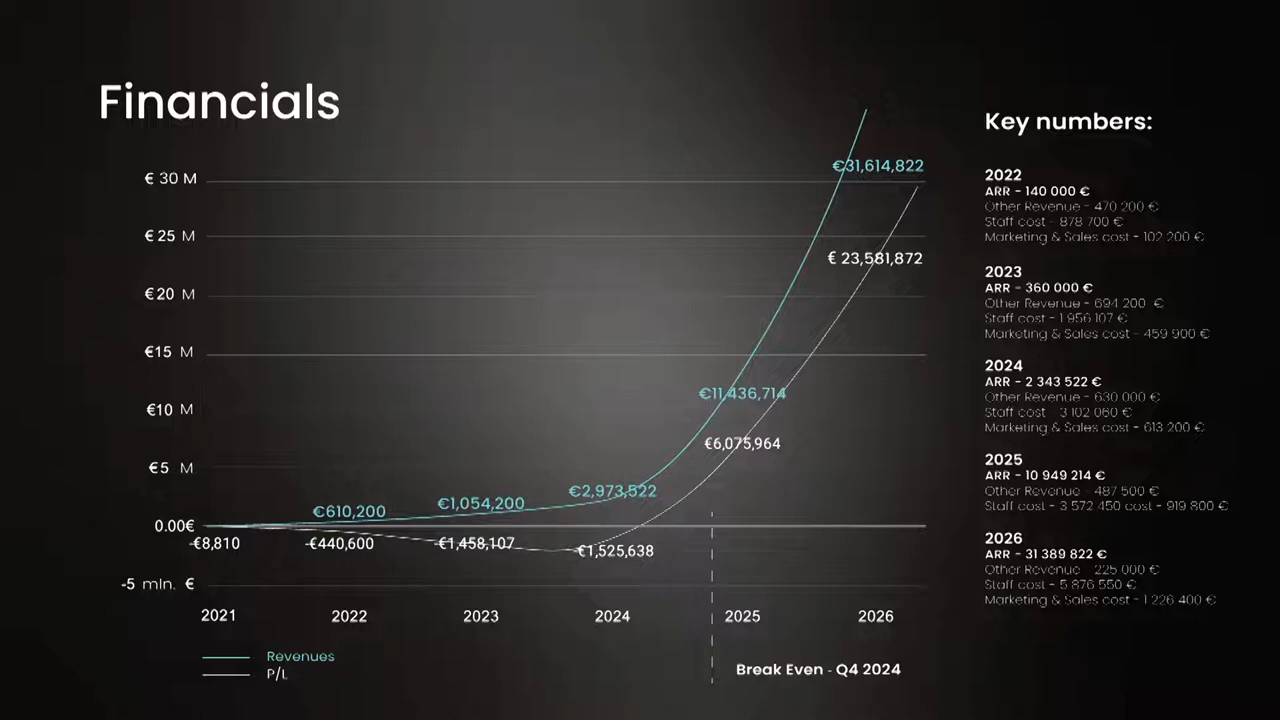 Financials
€ 30 M
€ 25 M
€ 20 M
€15 M
€10 M
€5 M
0.00€
-5 mln. €
€31,614,822
€ 23,581,872
€11,436,714
€6,075,964
€2,973,522
€1,054,200
€610,200
-€8,810
-€440,600
-€1,458,107
-€1,525,638
2021
2022
2023
2024
2025
2026
Revenues
P/L
Break Even - Q4 2024
Key numbers:
2022
ARR - 140 000 €
Other Revenue - 470 200 €
Staff cost - 878 700 €
Marketing & Sales cost - 102 200 €
2023
ARR - 360 000 €
Other Revenue - 694 200 €
Staff cost - 1 956 107 €
Marketing & Sales cost - 459 900 €
2024
ARR - 2 343 522 €
Other Revenue - 630 000 €
Staff cost - 3 102 060 €
Marketing & Sales cost - 613 200 €
2025
ARR - 10 949 214 €
Other Revenue - 487 500 €
Staff cost - 3 572 450 cost - 919 800 €
2026
ARR - 31 389 822 €
Other Revenue - 225 000 €
Staff cost - 5 876 550 €
Marketing & Sales cost - 1 226 400 €